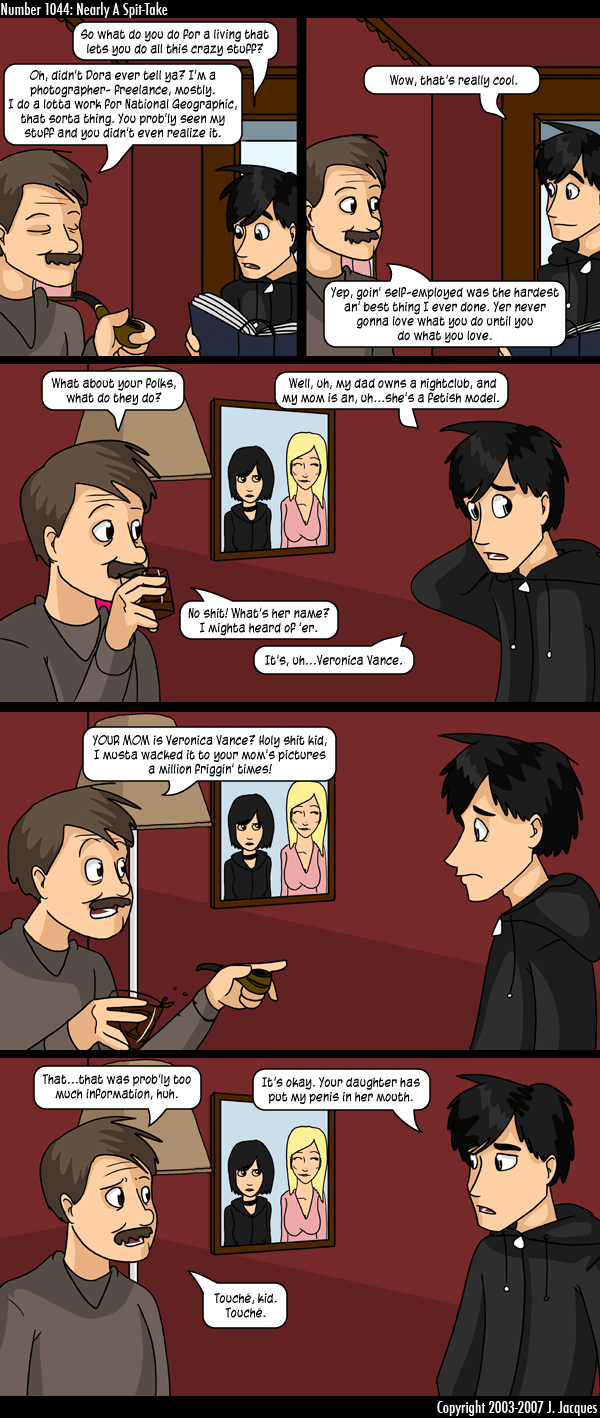 Number 1044: Nearly A Spit-Take
So what do you do for a living that
lets you do all this crazy stuff?
Oh, didn't Dora ever tell ya? I'm a
photographer- freelance, mostly.
I do a lotta work for National Geographic,
that sorta thing. You prob'ly seen my
stuff and you didn't even realize it.
Wow, that's really cool.
Yep, goin' self-employed was the hardest
an' best thing I ever done. Yer never
gonna love what you do until you
do what you love.
What about your folks,
what do they do?
Well, uh, my dad owns a nightclub, and
my mom is an, uh...she's a fetish model.
No shit! What's her name?
I mighta heard of 'er.
It's, uh...Veronica Vance.
YOUR MOM is Veronica Vance? Holy shit kid,
I musta wacked it to your mom's pictures
a million friggin' times!
That...that was prob'ly too
much information, huh.
It's okay. Your daughter has
put my penis in her mouth.
Touché, kid.
Touché.
Copyright 2003-2007 J. Jacques